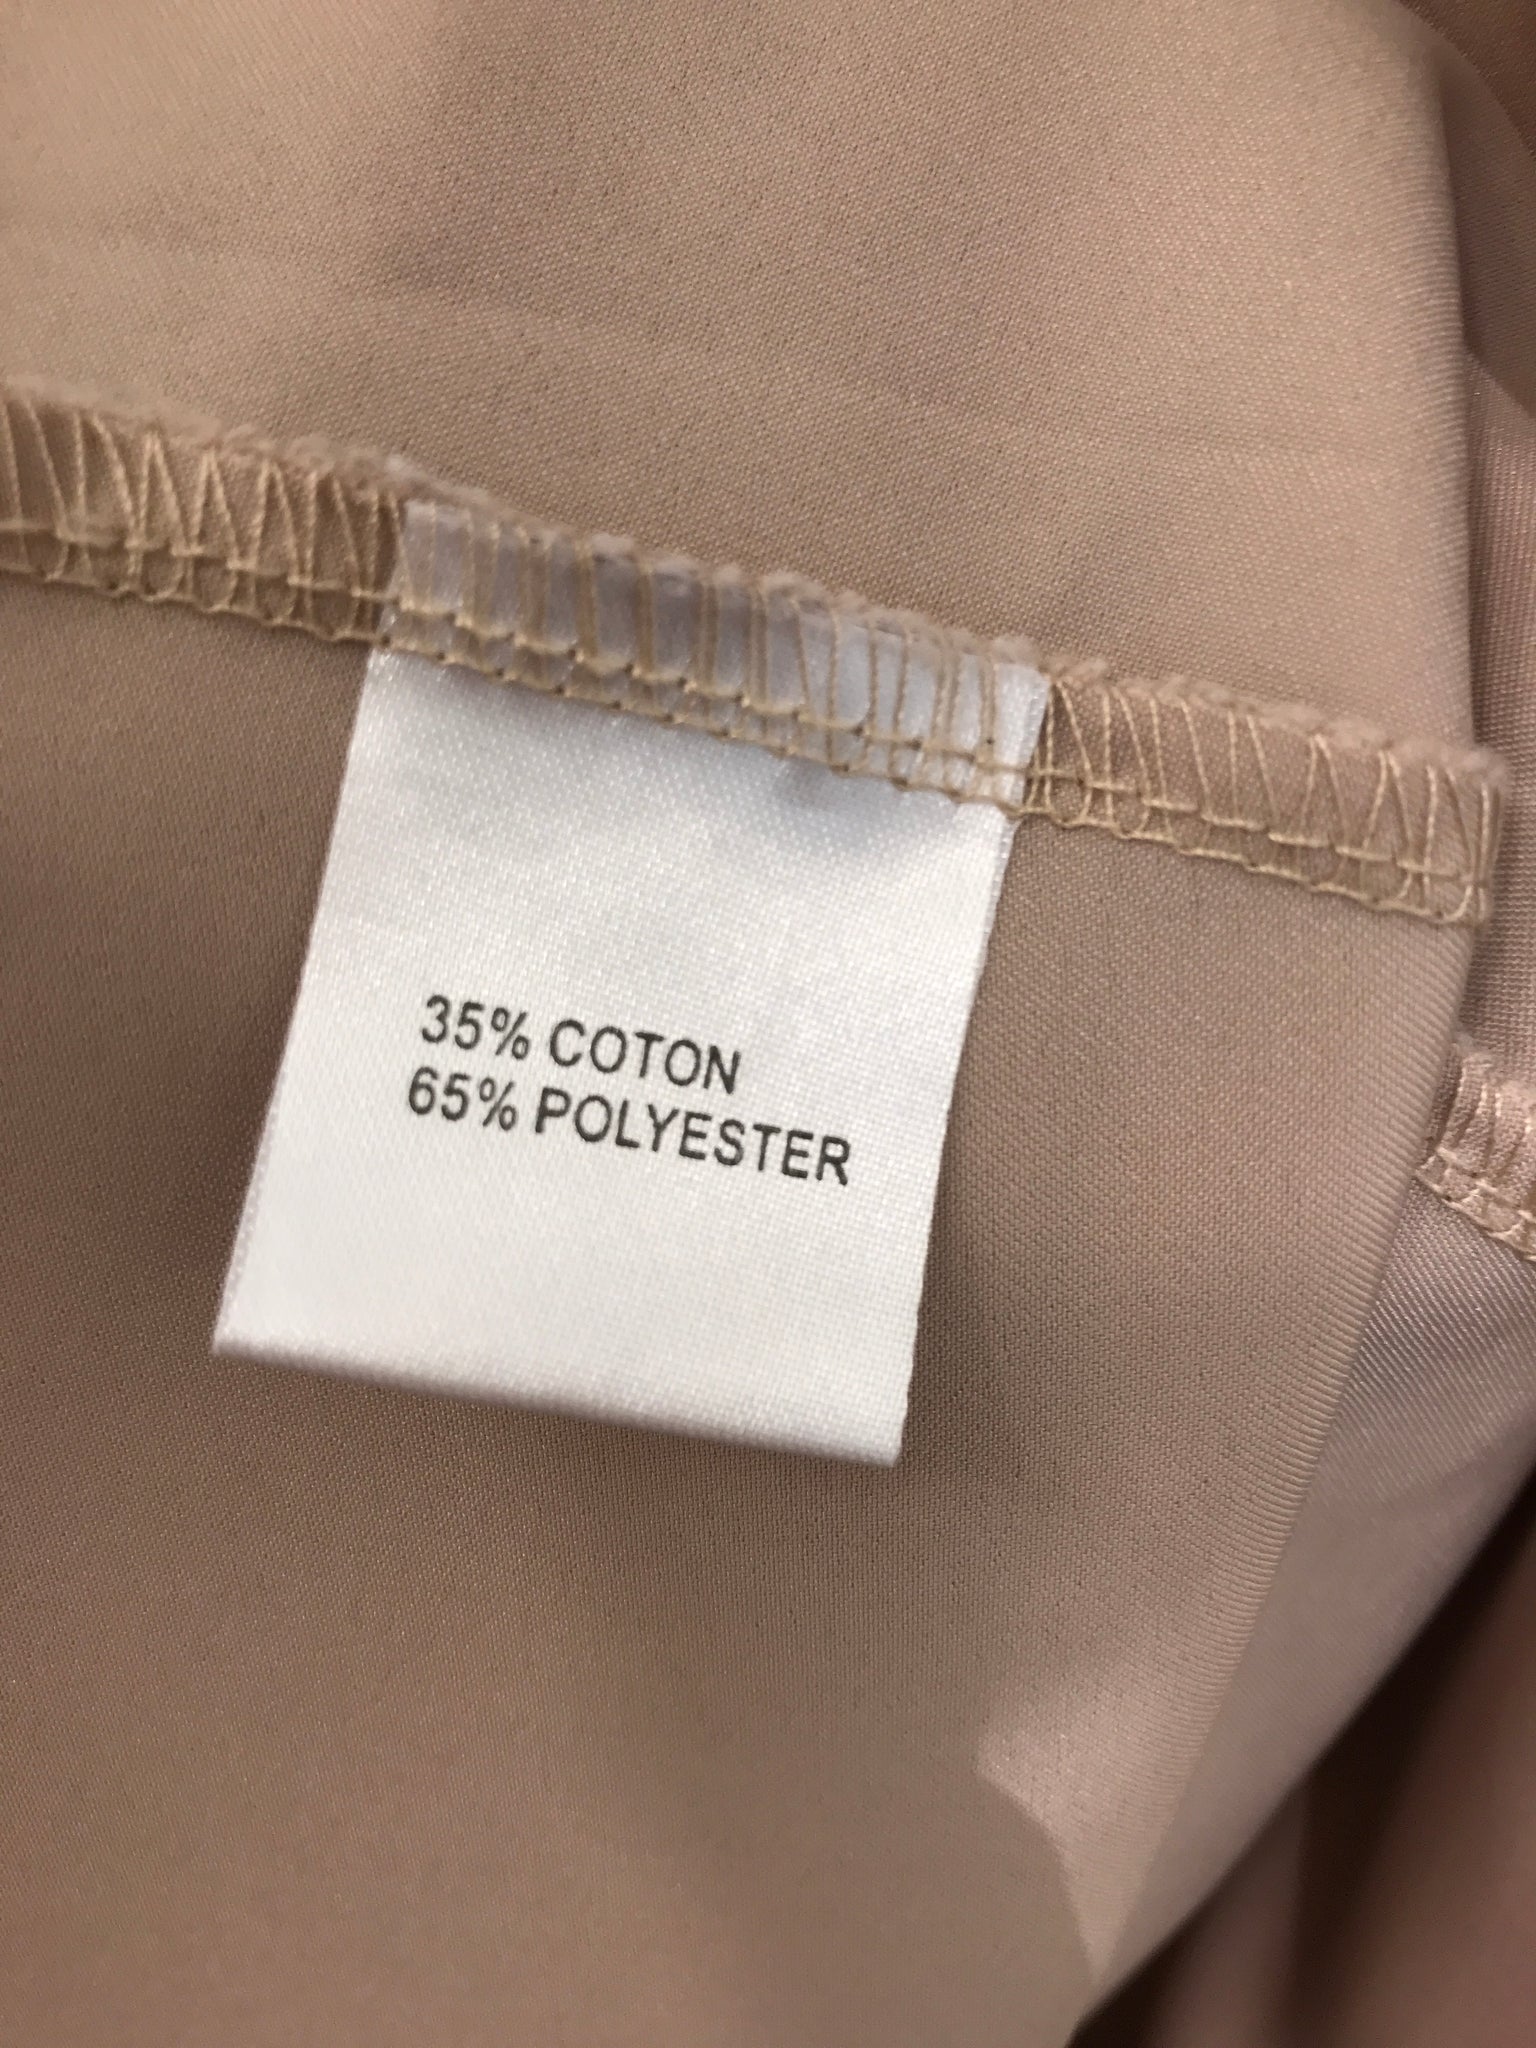 35% COTON
65% POLYESTER